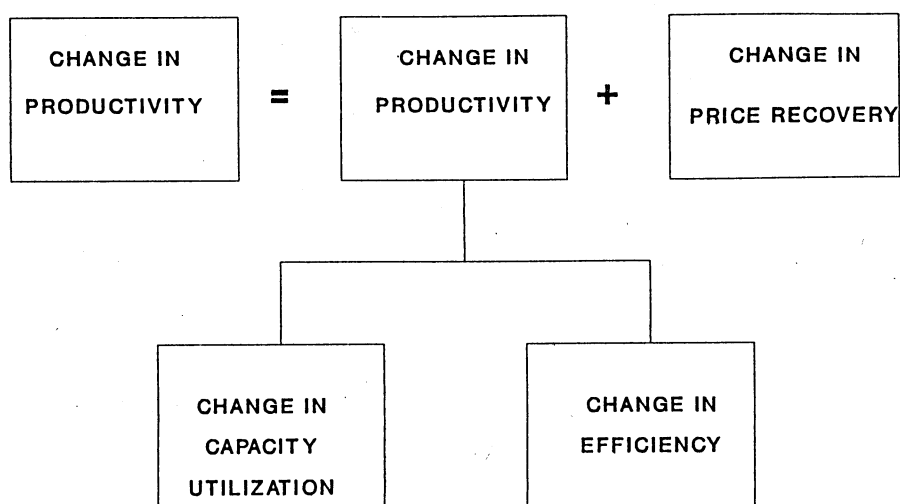 CHANGE IN
PRODUCTIVITY
=
CHANGE IN
PRODUCTIVITY
+
CHANGE IN
PRICE RECOVERY
CHANGE IN
CAPACITY
UTILIZATION
CHANGE IN
EFFICIENCY